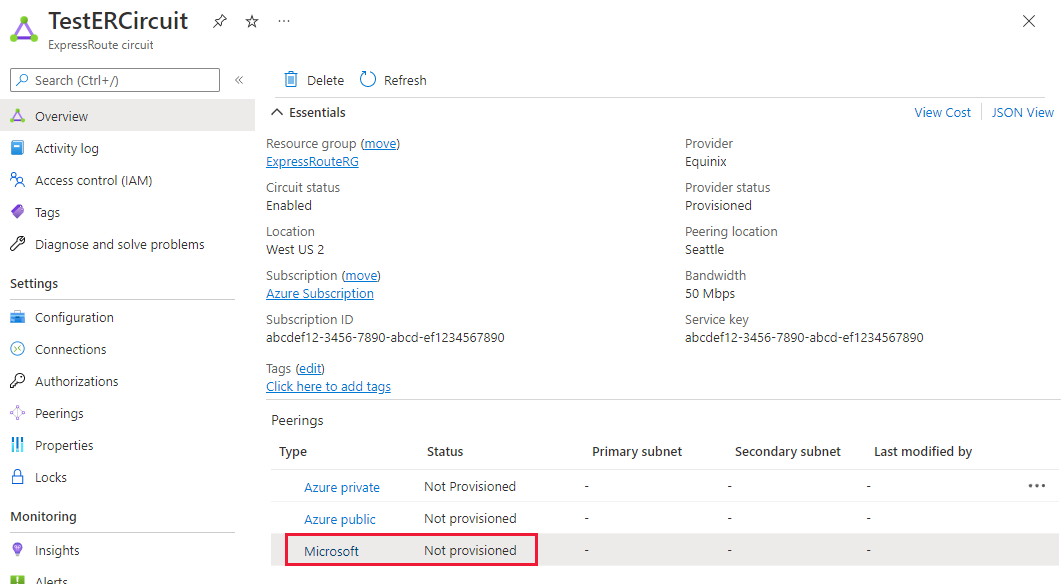 TestERCircuit
ExpressRoute circuit
Search (Ctrl+/)
Overview
Activity log
Access control (IAM)
Tags
Diagnose and solve problems
Settings
Configuration
Connections
Authorizations
Peerings
Properties
Locks
Monitoring
Insights
Alerts
Delete Refresh
Essentials
View Cost JSON View
Resource group (move)
ExpressRouteRG
Circuit status
Enabled
Location
West US 2
Subscription (move)
Azure Subscription
Subscription ID
abcdef12-3456-7890-abcd-ef1234567890
Tags (edit)
Click here to add tags
Provider
Equinix
Provider status
Provisioned
Peering location
Seattle
Bandwidth
50 Mbps
Service key
abcdef12-3456-7890-abcd-ef1234567890
Peerings
Type Status Primary subnet Secondary subnet Last modified by
Azure private Not Provisioned - - -
Azure public Not provisioned - - -
Microsoft Not provisioned - - -